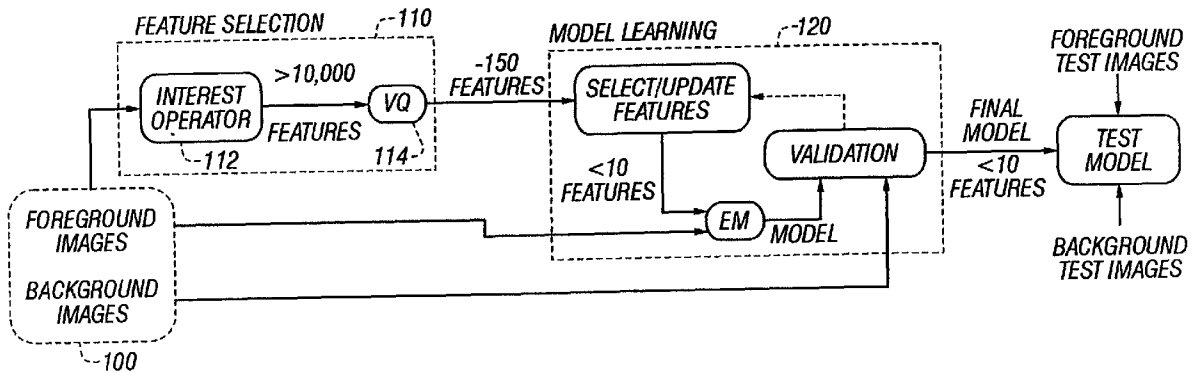 FEATURE SELECTION
110
INTEREST
OPERATOR
112
>10,000
FEATURES
VQ
114
-150
FEATURES
MODEL LEARNING
120
SELECT/UPDATE
FEATURES
<10
FEATURES
EM
MODEL
VALIDATION
FINAL
MODEL
<10
FEATURES
FOREGROUND
TEST IMAGES
TEST
MODEL
BACKGROUND
TEST IMAGES
FOREGROUND
IMAGES
BACKGROUND
IMAGES
100